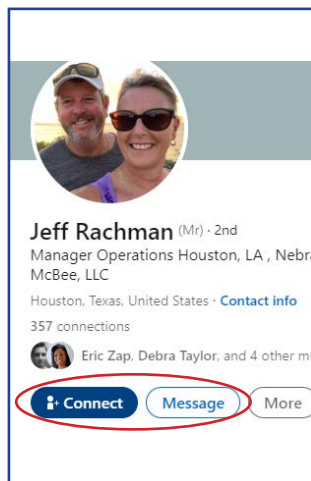 Jeff Rachman (Mr) · 2nd
Manager Operations Houston, LA , Nebra
McBee, LLC
Houston, Texas, United States · Contact info
357 connections
Eric Zap, Debra Taylor, and 4 other mu
Connect Message More